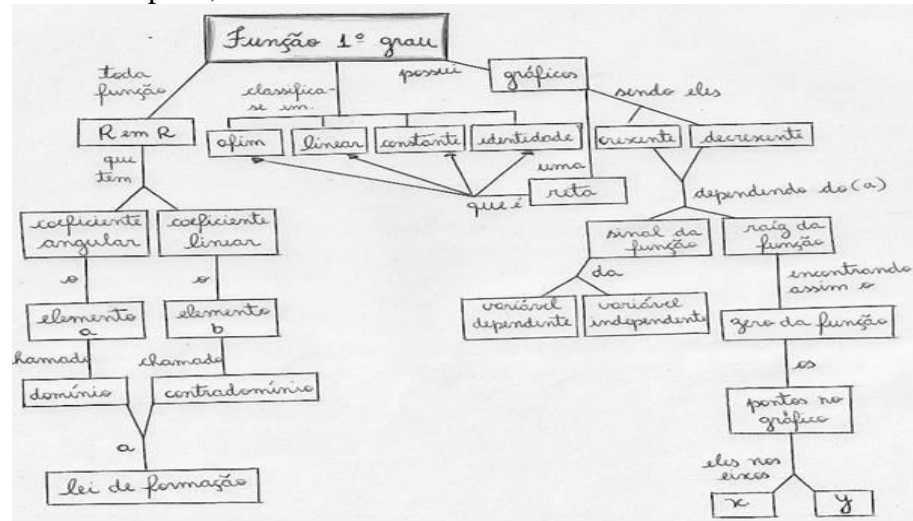 Função 1º grau
toda
função
classifica-
se em.
possui
gráficos
sendo eles
R em R
afim
linear
constante
identidade
crescente
decrescente
que
tem
uma
reta
que é
dependendo do (a)
coeficiente
angular
coeficiente
linear
sinal da
função
raíz da
função
o
o
da
encontrando
assim o
elemento
a
elemento
b
variável
dependente
variável
independente
zero da função
chamado
chamado
os
domínio
contradomínio
pontos no
gráfico
a
lei de formação
eles nos
eixos
x
y